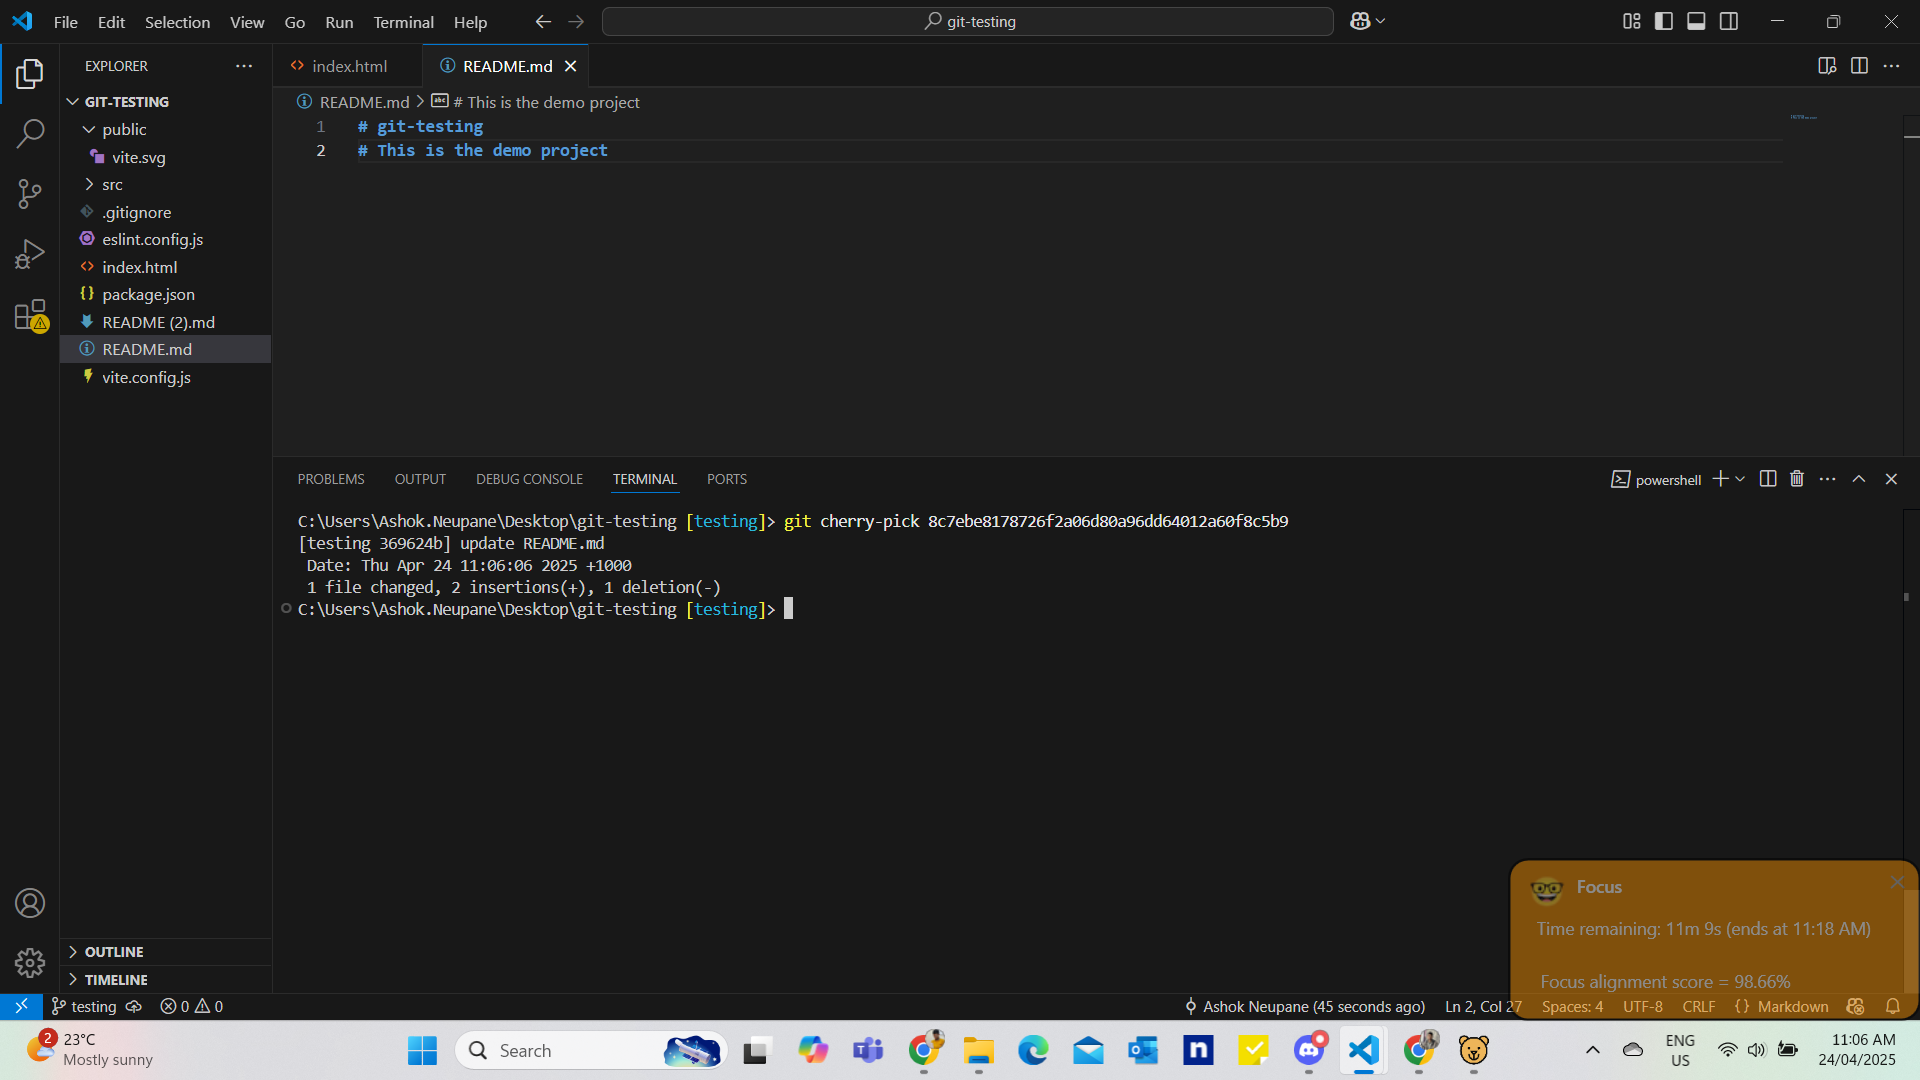 File Edit Selection View Go Run Terminal Help
git-testing
EXPLORER
GIT-TESTING
public
vite.svg
src
.gitignore
eslint.config.js
index.html
package.json
README (2).md
README.md
vite.config.js
OUTLINE
TIMELINE
index.html
README.md
README.md > # This is the demo project
1 # git-testing
2 # This is the demo project
PROBLEMS OUTPUT DEBUG CONSOLE TERMINAL PORTS
powershell
C:\Users\Ashok.Neupane\Desktop\git-testing [testing]> git cherry-pick 8c7ebe8178726f2a06d80a96dd64012a60f8c5b9
[testing 369624b] update README.md
Date: Thu Apr 24 11:06:06 2025 +1000
1 file changed, 2 insertions(+), 1 deletion(-)
C:\Users\Ashok.Neupane\Desktop\git-testing [testing]>
Focus
Time remaining: 11m 9s (ends at 11:18 AM)
Focus alignment score = 98.66%
testing 0 0 Ashok Neupane (45 seconds ago) Ln 2, Col 27 Spaces: 4 UTF-8 CRLF {} Markdown
2
23°C
Mostly sunny
Search
ENG
US
11:06 AM
24/04/2025